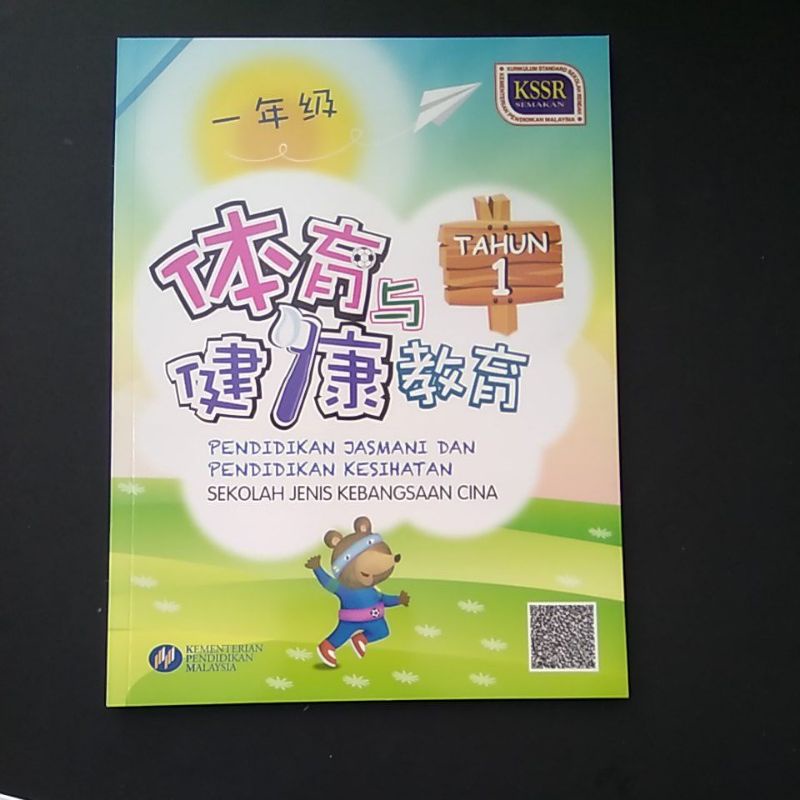 一年级
KURIKULUM STANDARD SEKOLAH RENDAH
KSSR
SEMAKAN
KEMENTERIAN PENDIDIKAN MALAYSIA
体育与
TAHUN
1
健康教育
PENDIDIKAN JASMANI DAN
PENDIDIKAN KESIHATAN
SEKOLAH JENIS KEBANGSAAN CINA
KEMENTERIAN
PENDIDIKAN
MALAYSIA